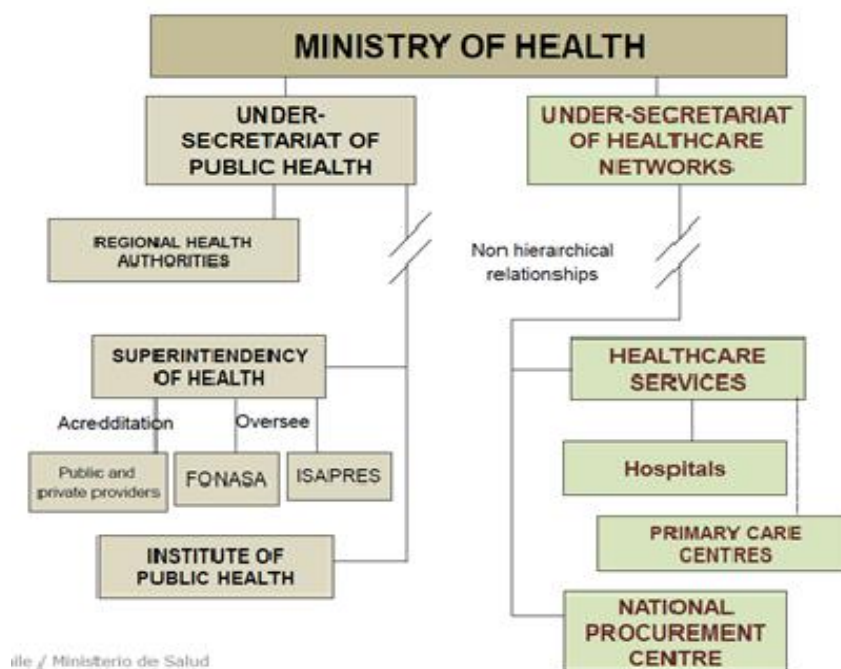 MINISTRY OF HEALTH
UNDER-
SECRETARIAT OF
PUBLIC HEALTH
UNDER-SECRETARIAT
OF HEALTHCARE
NETWORKS
REGIONAL HEALTH
AUTHORITIES
Non hierarchical
relationships
SUPERINTENDENCY
OF HEALTH
HEALTHCARE
SERVICES
Acredditation
Oversee
Public and
private providers
FONASA
ISAPRES
Hospitals
PRIMARY CARE
CENTRES
INSTITUTE OF
PUBLIC HEALTH
NATIONAL
PROCUREMENT
CENTRE
ile / Ministerio de Salud